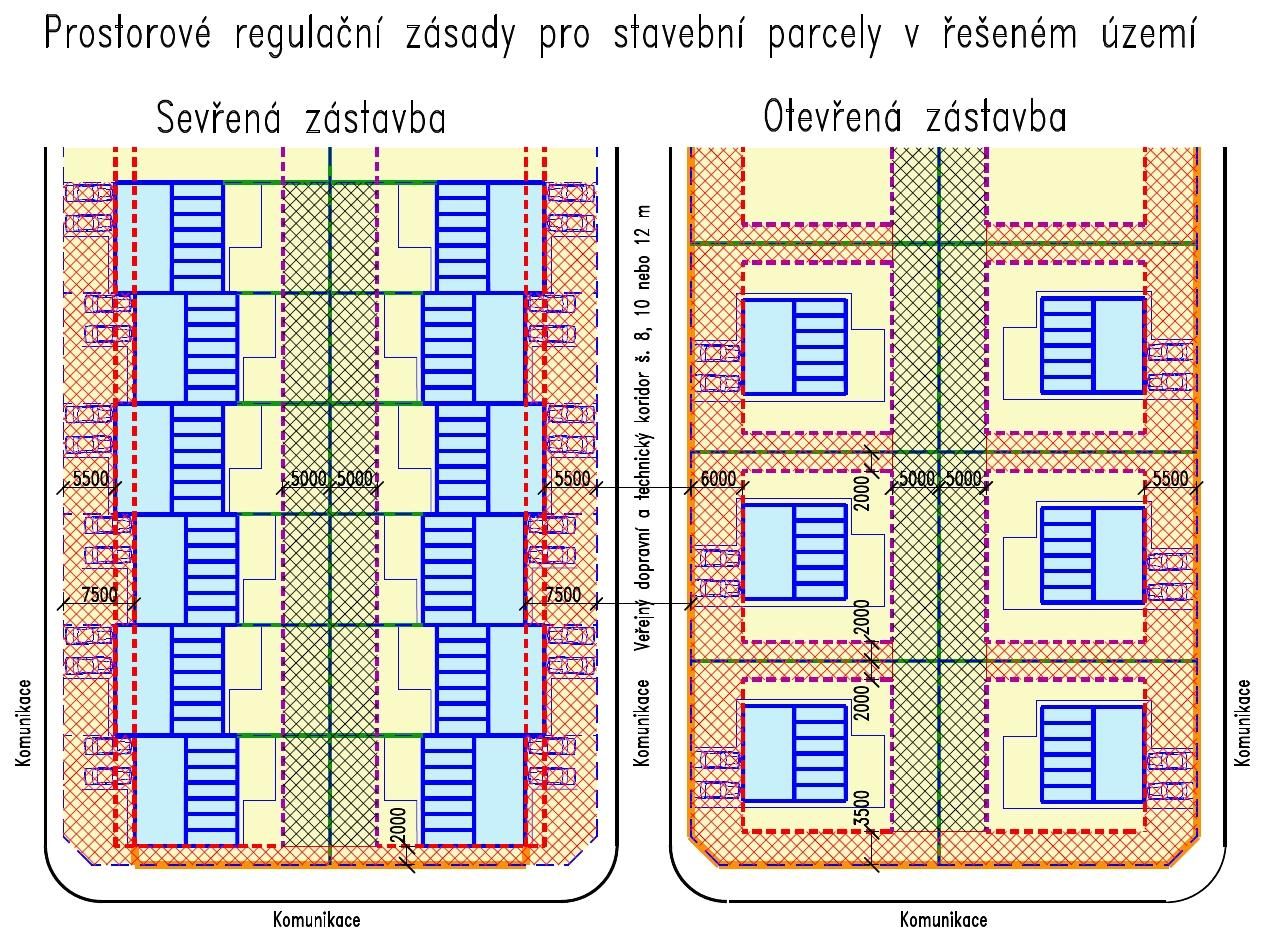 Prostorové regulační zásady pro stavební parcely v řešeném území
Sevřená zástavba
Otevřená zástavba
Veřejný dopravní a technický koridor š. 8, 10 nebo 12 m
5500
5000
5000
5500
6000
2000
5000
5000
5500
7500
7500
2000
2000
2000
3500
Komunikace
Komunikace
Komunikace
Komunikace
Komunikace